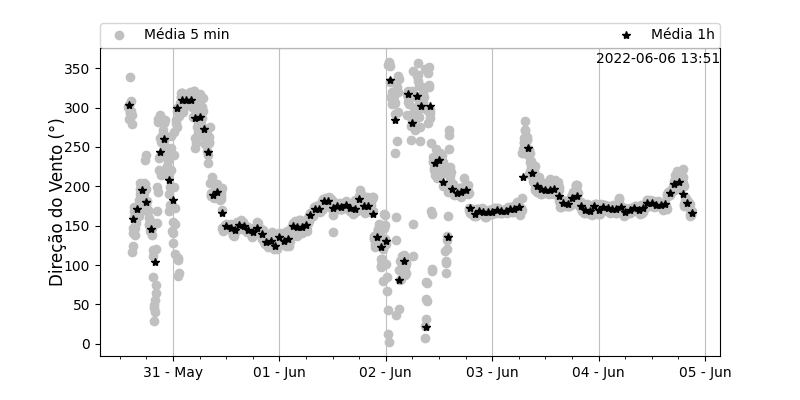 Média 5 min
Média 1h
2022-06-06 13:51
Direção do Vento (°)
350
300
250
200
150
100
50
0
31 - May
01 - Jun
02 - Jun
03 - Jun
04 - Jun
05 - Jun